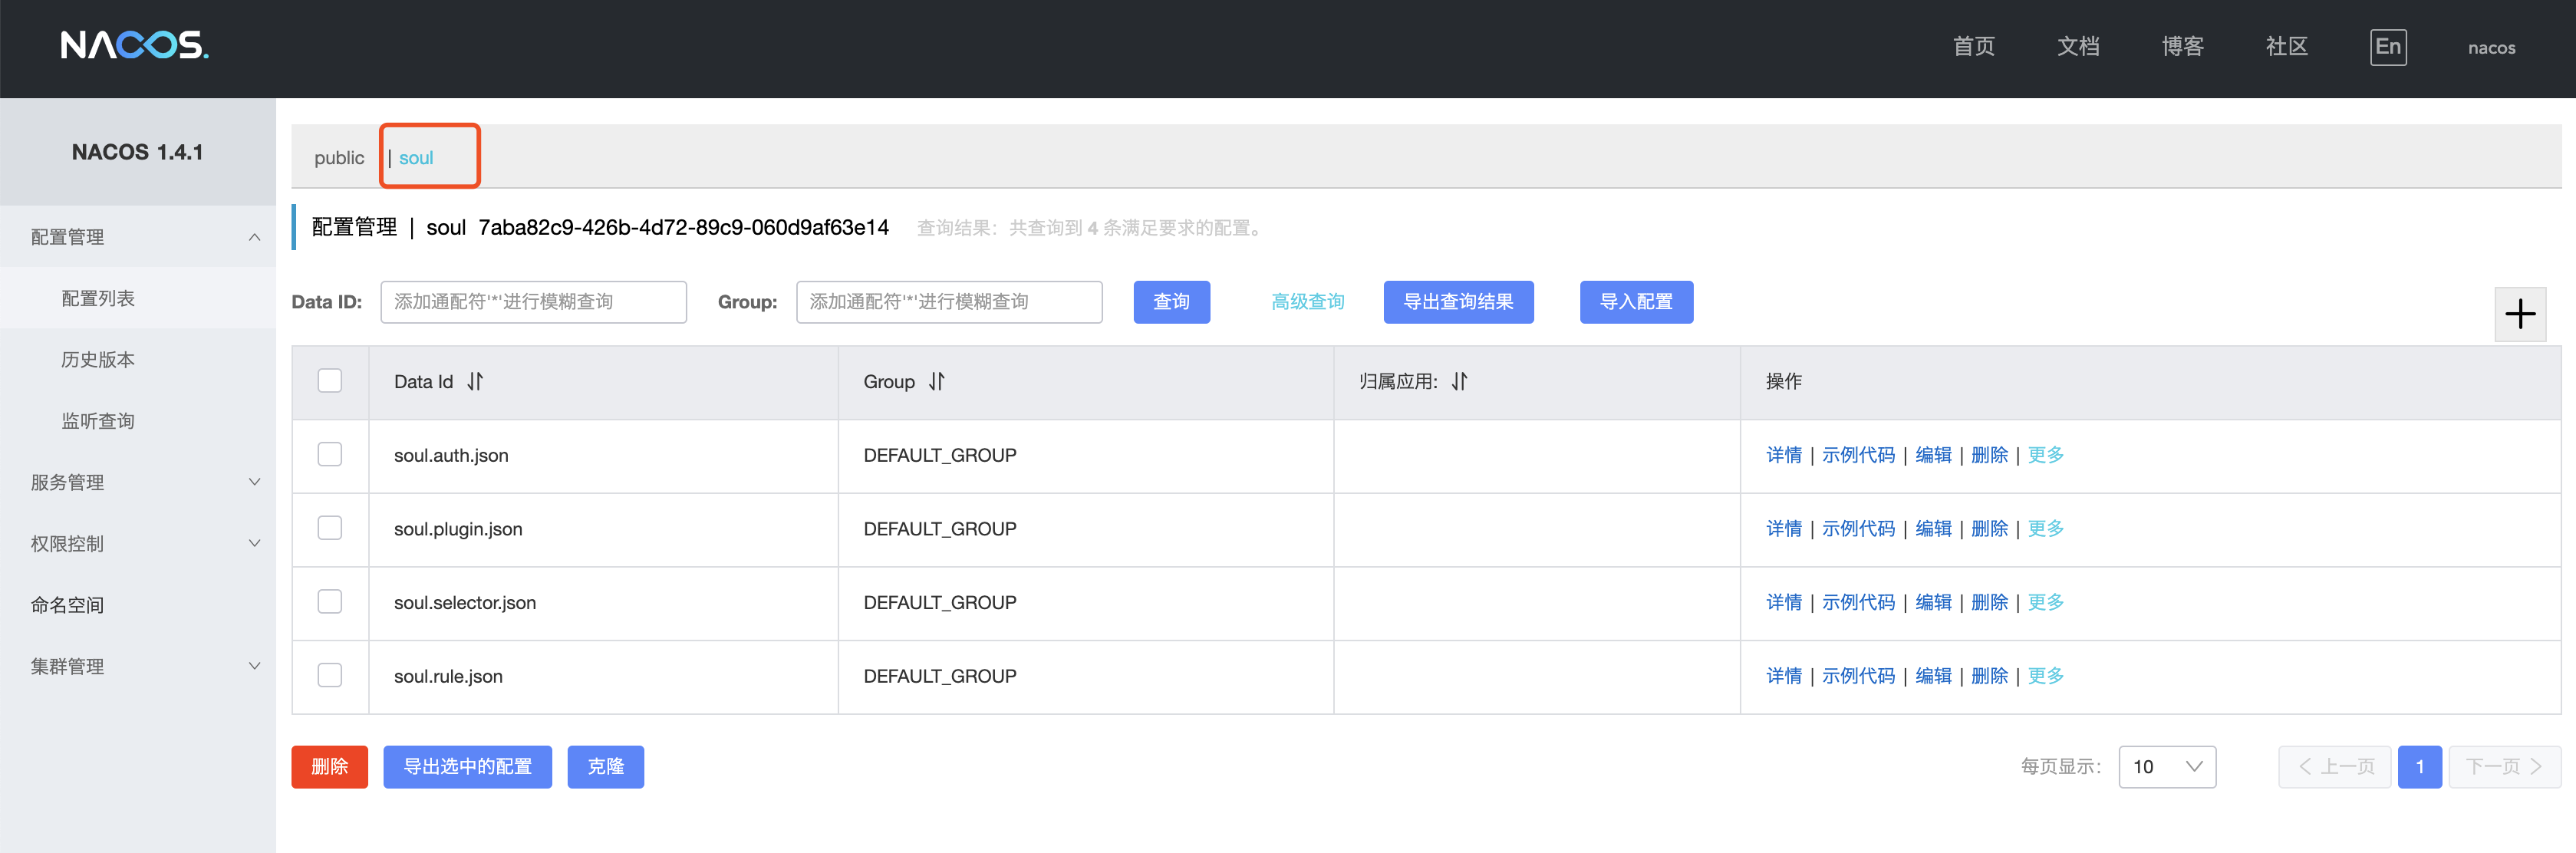 NACOS.
首页 文档 博客 社区 En nacos
NACOS 1.4.1
配置管理
配置列表
历史版本
监听查询
服务管理
权限控制
命名空间
集群管理
public | soul
配置管理 | soul 7aba82c9-426b-4d72-89c9-060d9af63e14 查询结果：共查询到 4 条满足要求的配置。
Data ID: 添加通配符'*'进行模糊查询 Group: 添加通配符'*'进行模糊查询 查询 高级查询 导出查询结果 导入配置
Data Id Group 归属应用: 操作
soul.auth.json DEFAULT_GROUP 详情 | 示例代码 | 编辑 | 删除 | 更多
soul.plugin.json DEFAULT_GROUP 详情 | 示例代码 | 编辑 | 删除 | 更多
soul.selector.json DEFAULT_GROUP 详情 | 示例代码 | 编辑 | 删除 | 更多
soul.rule.json DEFAULT_GROUP 详情 | 示例代码 | 编辑 | 删除 | 更多
删除 导出选中的配置 克隆 每页显示: 10 上一页 1 下一页